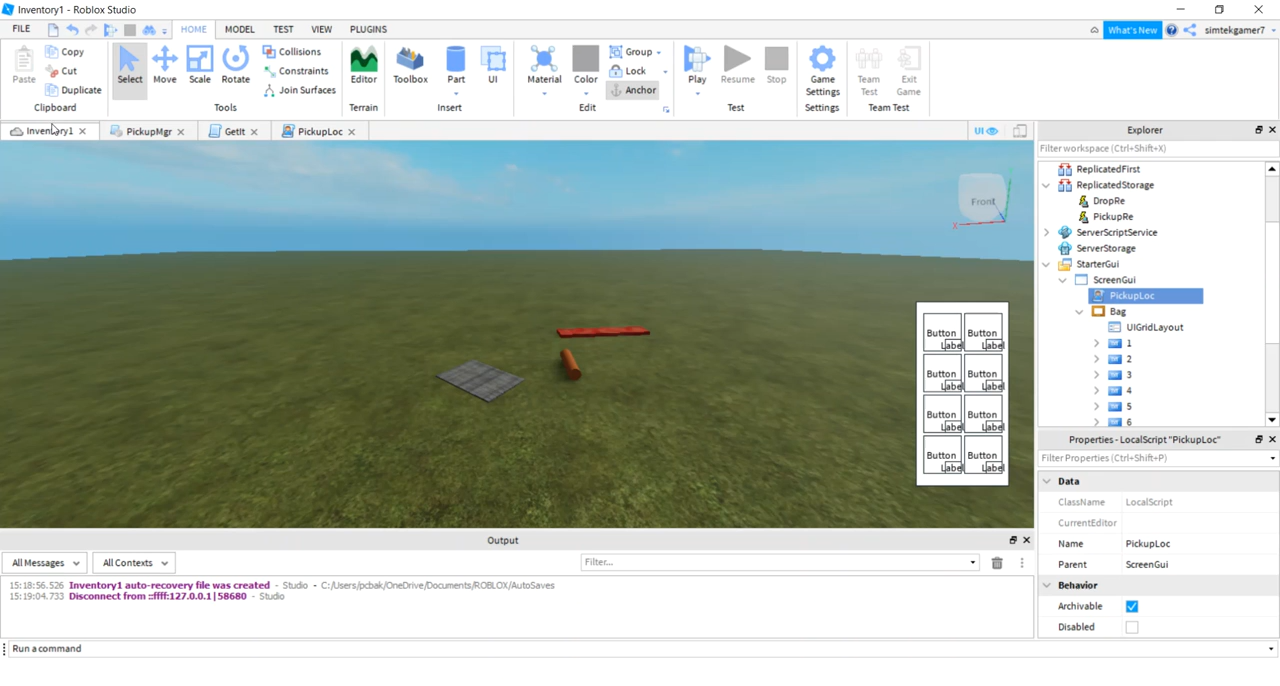 Inventory1 - Roblox Studio
FILE HOME MODEL TEST VIEW PLUGINS What's New simtekgamer7
Paste Copy Cut Duplicate Clipboard
Select Move Scale Rotate Collisions Constraints Join Surfaces Tools
Editor Terrain
Toolbox Part UI Insert
Material Color Group Lock Anchor Edit
Play Resume Stop Test
Game Settings Settings
Team Test Exit Game Team Test
Inventory1 PickupMgr GetIt PickupLoc UI
Front
X
Button Label Button Label
Button Label Button Label
Button Label Button Label
Button Label Button Label
Explorer
Filter workspace (Ctrl+Shift+X)
ReplicatedFirst
ReplicatedStorage
DropRe
PickupRe
ServerScriptService
ServerStorage
StarterGui
ScreenGui
PickupLoc
Bag
UIGridLayout
1
2
3
4
5
6
Properties - LocalScript "PickupLoc"
Filter Properties (Ctrl+Shift+P)
Data
ClassName LocalScript
CurrentEditor
Name PickupLoc
Parent ScreenGui
Behavior
Archivable
Disabled
Output
All Messages All Contexts Filter...
15:18:56.526 Inventory1 auto-recovery file was created - Studio - C:/Users/pcbak/OneDrive/Documents/ROBLOX/AutoSaves
15:19:04.733 Disconnect from ::ffff:127.0.0.1|58680 - Studio
Run a command